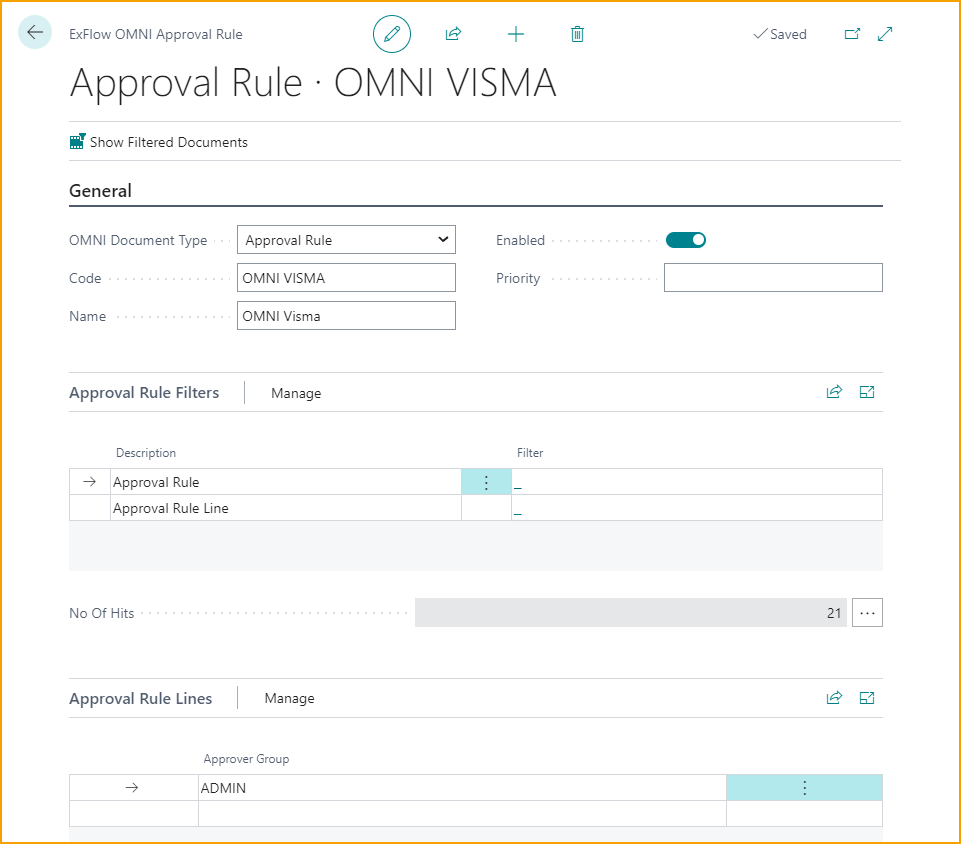 ExFlow OMNI Approval Rule
Saved
Approval Rule · OMNI VISMA
Show Filtered Documents
General
OMNI Document Type
Approval Rule
Enabled
Code
OMNI VISMA
Priority
Name
OMNI Visma
Approval Rule Filters
Manage
Description
Filter
Approval Rule
_
Approval Rule Line
_
No Of Hits
21
Approval Rule Lines
Manage
Approver Group
ADMIN